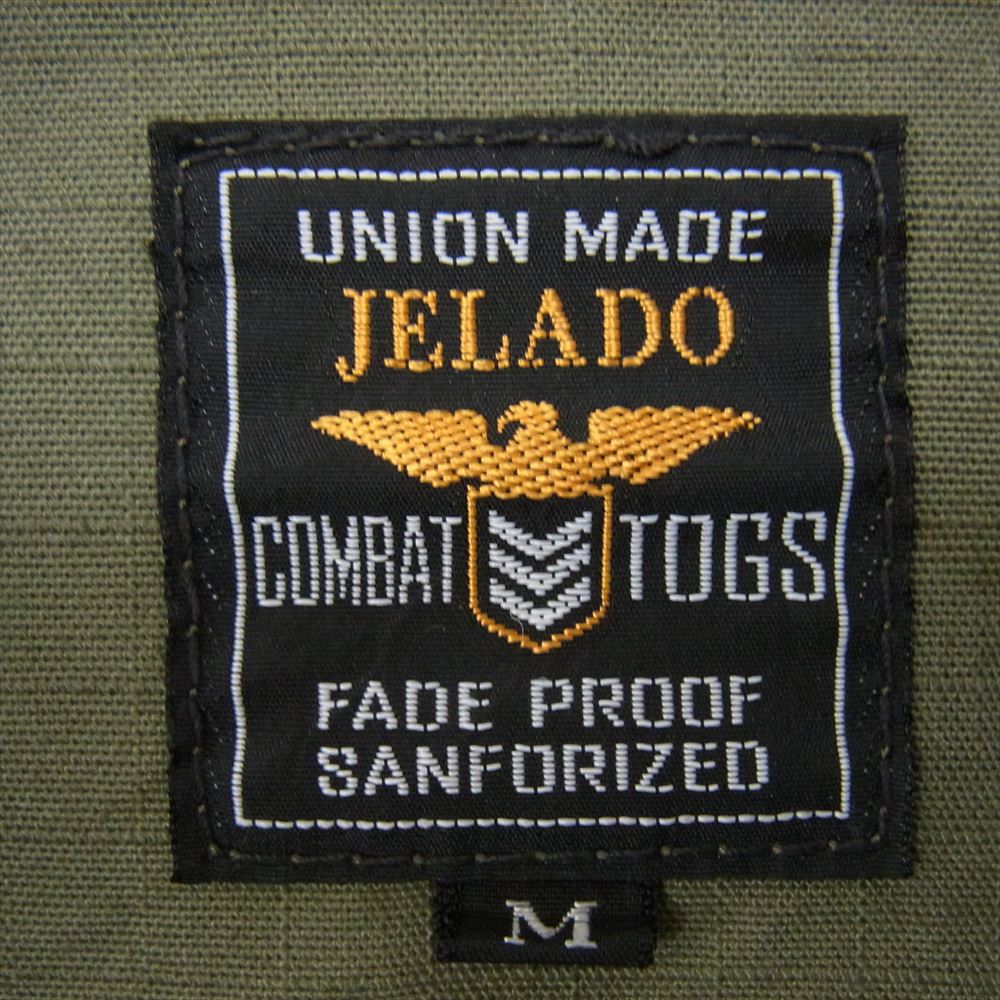 UNION MADE
JELADO
COMBAT TOGS
FADE PROOF
SANFORIZED
M